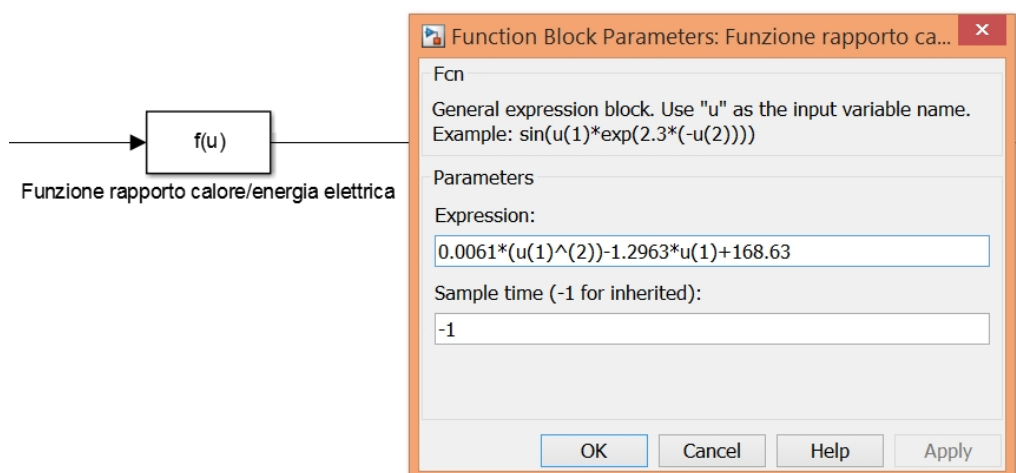 f(u)
Funzione rapporto calore/energia elettrica
Function Block Parameters: Funzione rapporto ca...
Fcn
General expression block. Use "u" as the input variable name.
Example: sin(u(1)*exp(2.3*(-u(2))))
Parameters
Expression:
0.0061*(u(1)^(2))-1.2963*u(1)+168.63
Sample time (-1 for inherited):
-1
OK Cancel Help Apply